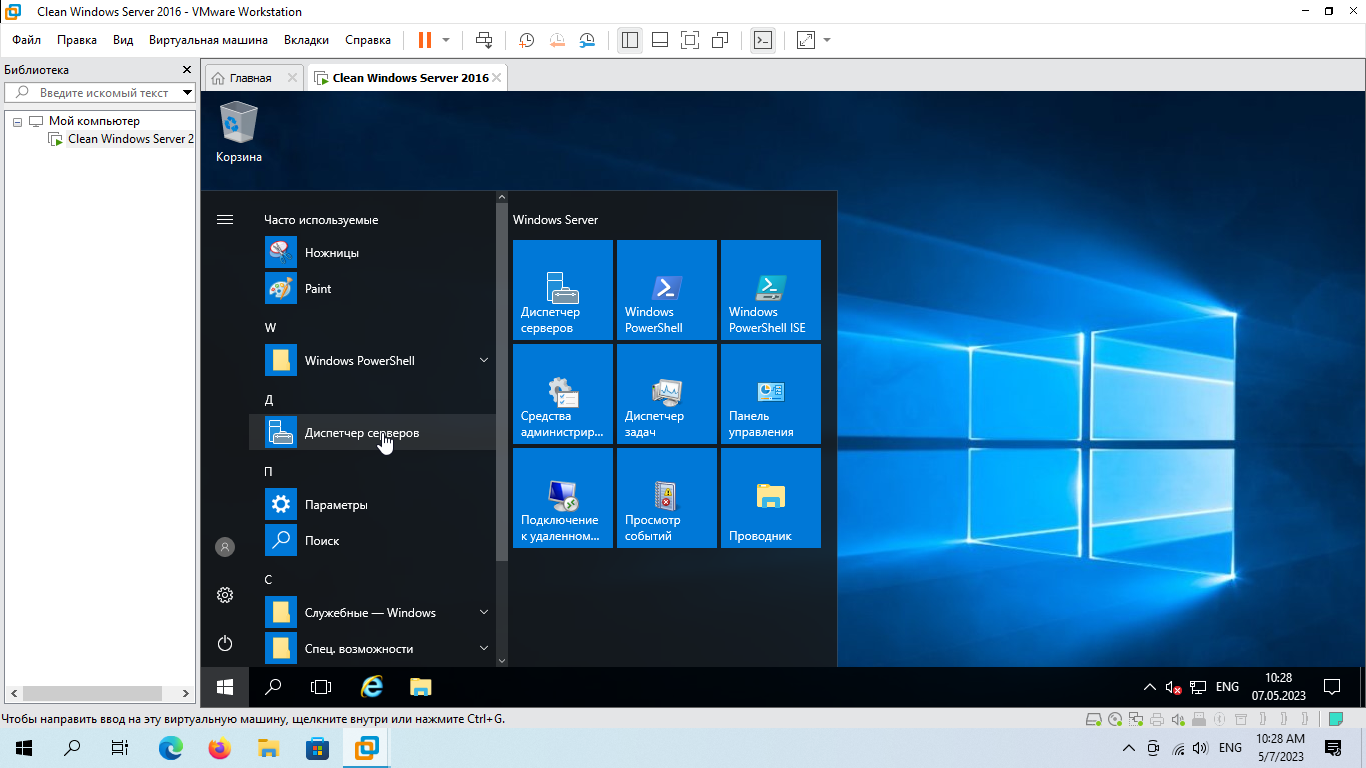 Clean Windows Server 2016 - VMware Workstation
Файл Правка Вид Виртуальная машина Вкладки Справка
Библиотека
Введите искомый текст
Мой компьютер
Clean Windows Server 2
Главная
Clean Windows Server 2016
Корзина
Часто используемые
Ножницы
Paint
W
Windows PowerShell
Д
Диспетчер серверов
П
Параметры
Поиск
С
Служебные — Windows
Спец. возможности
Windows Server
Диспетчер
серверов
Windows
PowerShell
Windows
PowerShell ISE
Средства
администрир...
Диспетчер
задач
Панель
управления
Подключение
к удаленном...
Просмотр
событий
Проводник
ENG
10:28
07.05.2023
Чтобы направить ввод на эту виртуальную машину, щелкните внутри или нажмите Ctrl+G.
ENG
10:28 AM
5/7/2023